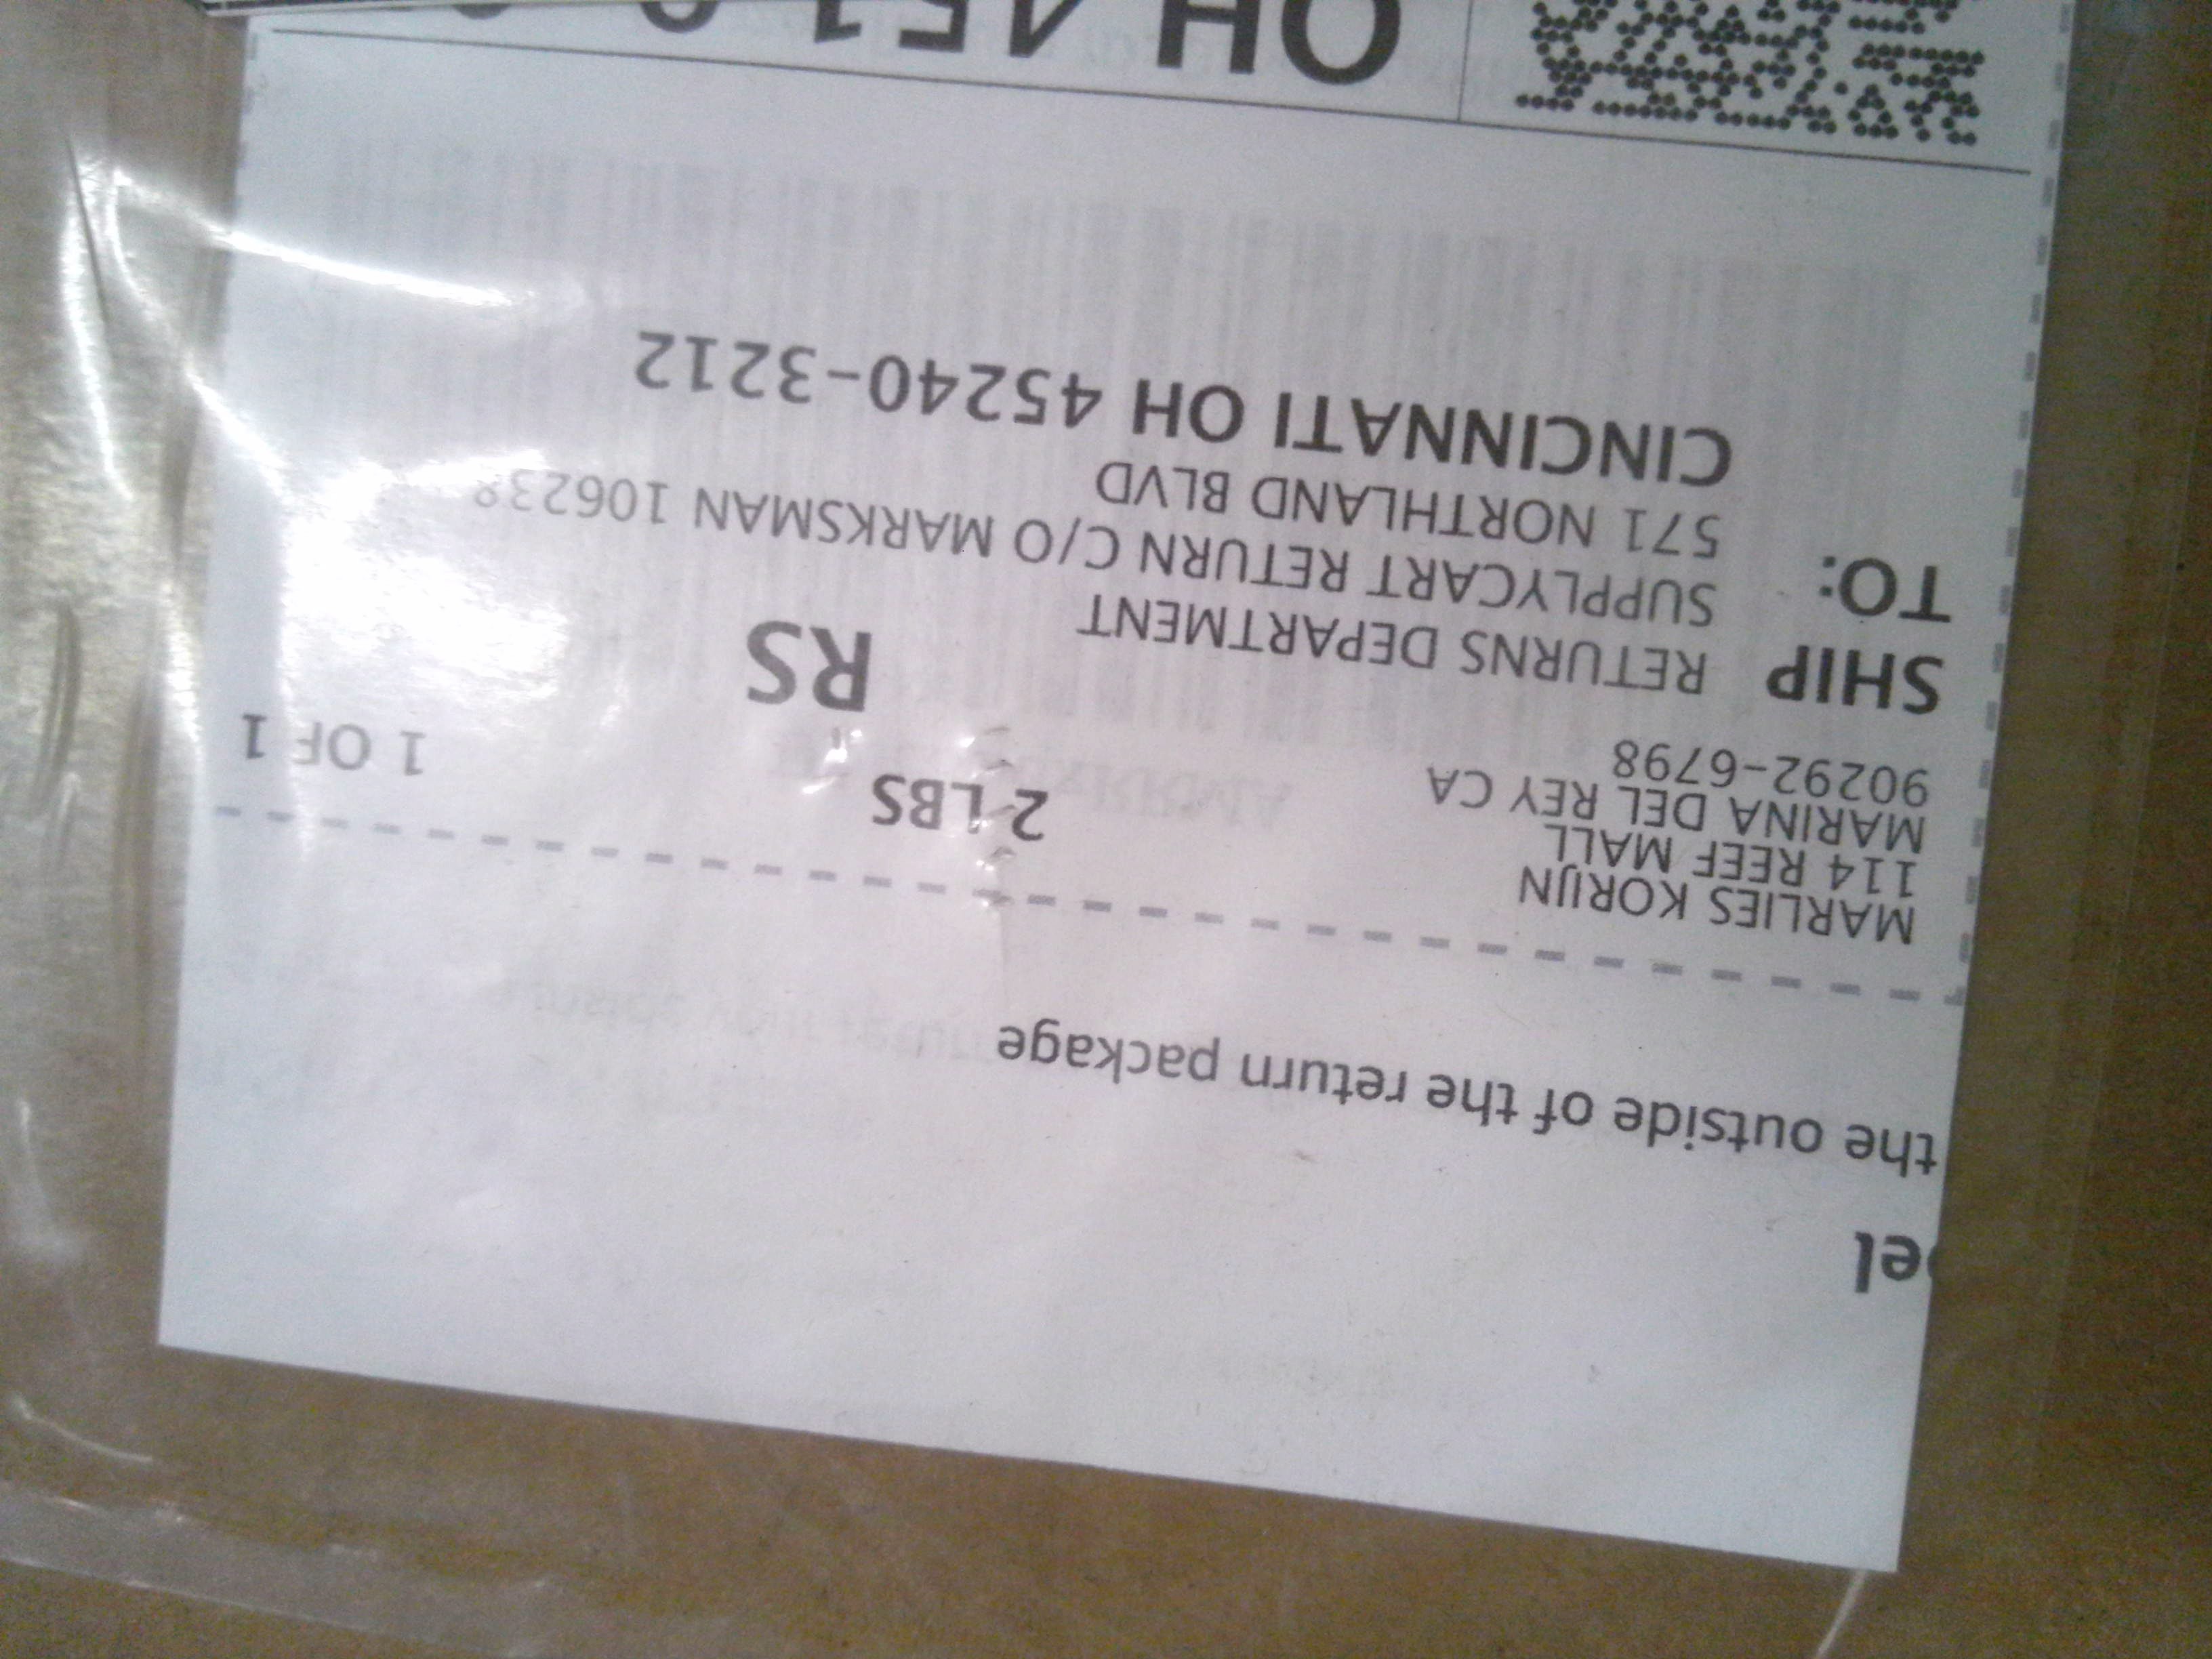 el
the outside of the return package
MARLIES KORIJN
114 REEF MALL
MARINA DEL REY CA
90292-6798
2 LBS
1 OF 1
RS
SHIP
TO:
RETURNS DEPARTMENT
SUPPLYCART RETURN C/O MARKSMAN 106238
571 NORTHLAND BLVD
CINCINNATI OH 45240-3212
OH 451